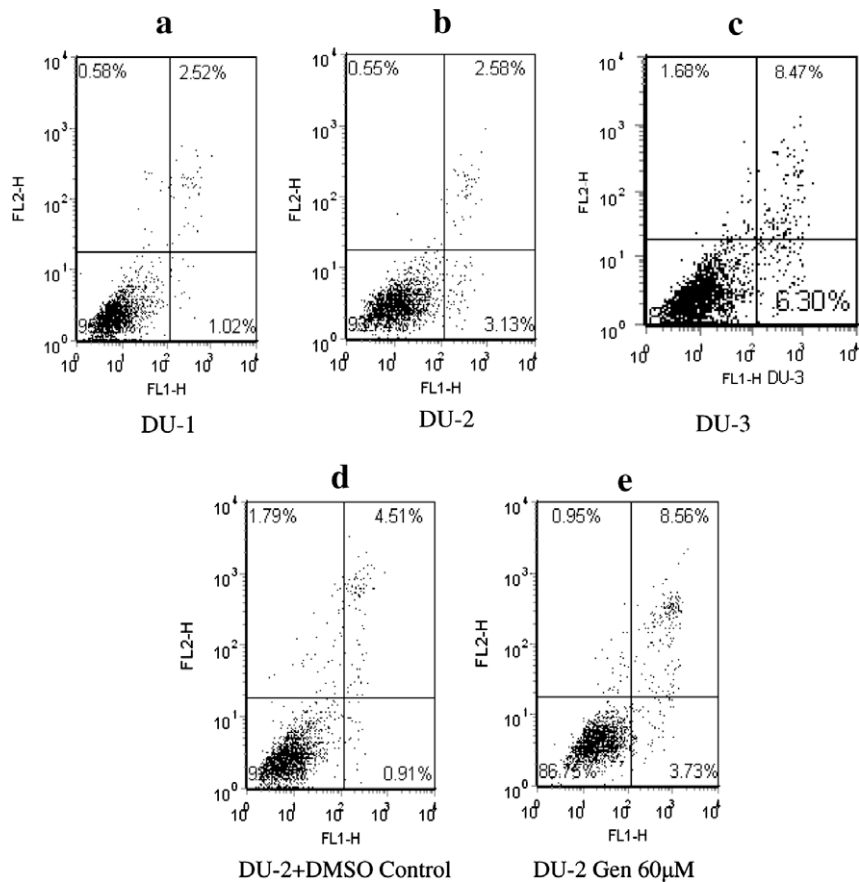 a
b
c
10⁴
0.58%
2.52%
10³
FL2-H
10²
10¹
10⁰
1.02%
10⁰ 10¹ 10² 10³ 10⁴
FL1-H
DU-1
10⁴
0.55%
2.58%
10³
FL2-H
10²
10¹
10⁰
3.13%
10⁰ 10¹ 10² 10³ 10⁴
FL1-H
DU-2
10⁴
1.68%
8.47%
10³
FL2-H
10²
10¹
10⁰
6.30%
10⁰ 10¹ 10² 10³ 10⁴
FL1-H DU-3
DU-3
d
e
10⁴
1.79%
4.51%
10³
FL2-H
10²
10¹
10⁰
0.91%
10⁰ 10¹ 10² 10³ 10⁴
FL1-H
DU-2+DMSO Control
10⁴
0.95%
8.56%
10³
FL2-H
10²
10¹
10⁰
86.75%
3.73%
10⁰ 10¹ 10² 10³ 10⁴
FL1-H
DU-2 Gen 60µM